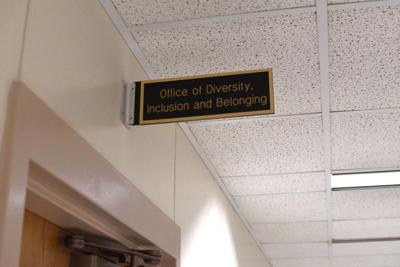 Office of Diversity,
Inclusion and Belonging